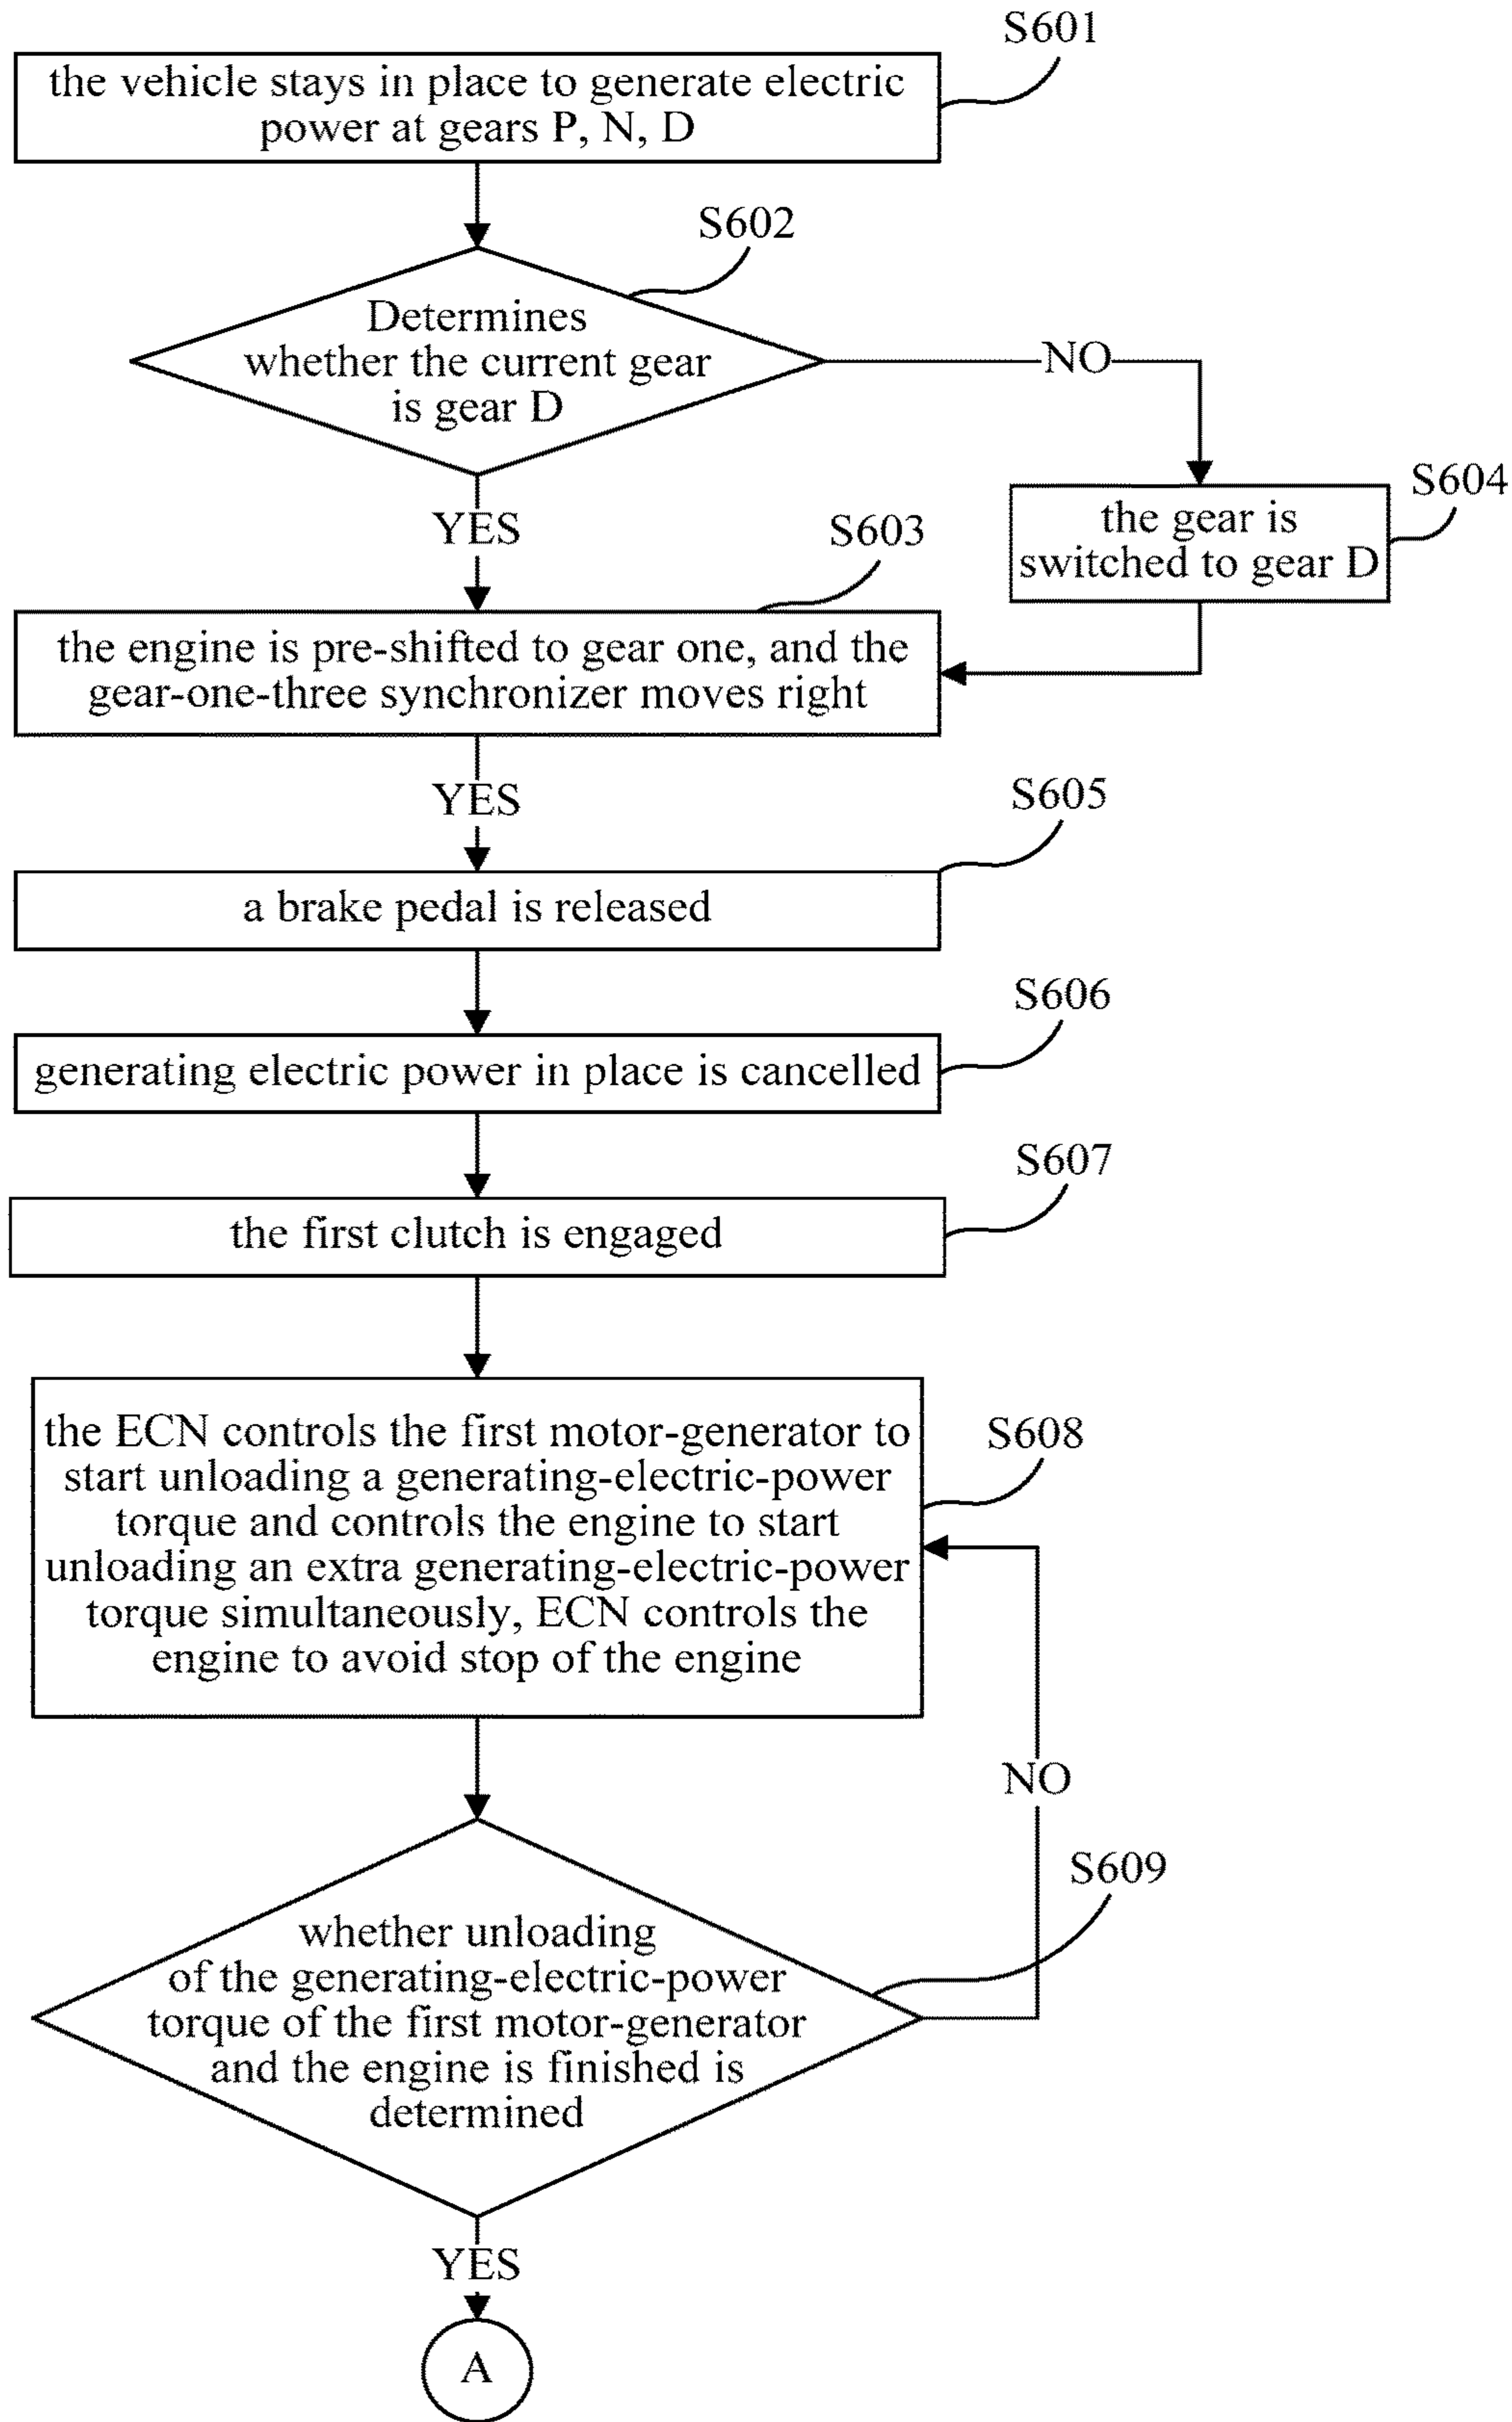 S601
the vehicle stays in place to generate electric
power at gears P, N, D
S602
Determines
whether the current gear
is gear D
NO
YES
S604
the gear is
switched to gear D
S603
the engine is pre-shifted to gear one, and the
gear-one-three synchronizer moves right
YES
S605
a brake pedal is released
S606
generating electric power in place is cancelled
S607
the first clutch is engaged
S608
the ECN controls the first motor-generator to
start unloading a generating-electric-power
torque and controls the engine to start
unloading an extra generating-electric-power
torque simultaneously, ECN controls the
engine to avoid stop of the engine
NO
S609
whether unloading
of the generating-electric-power
torque of the first motor-generator
and the engine is finished is
determined
YES
A